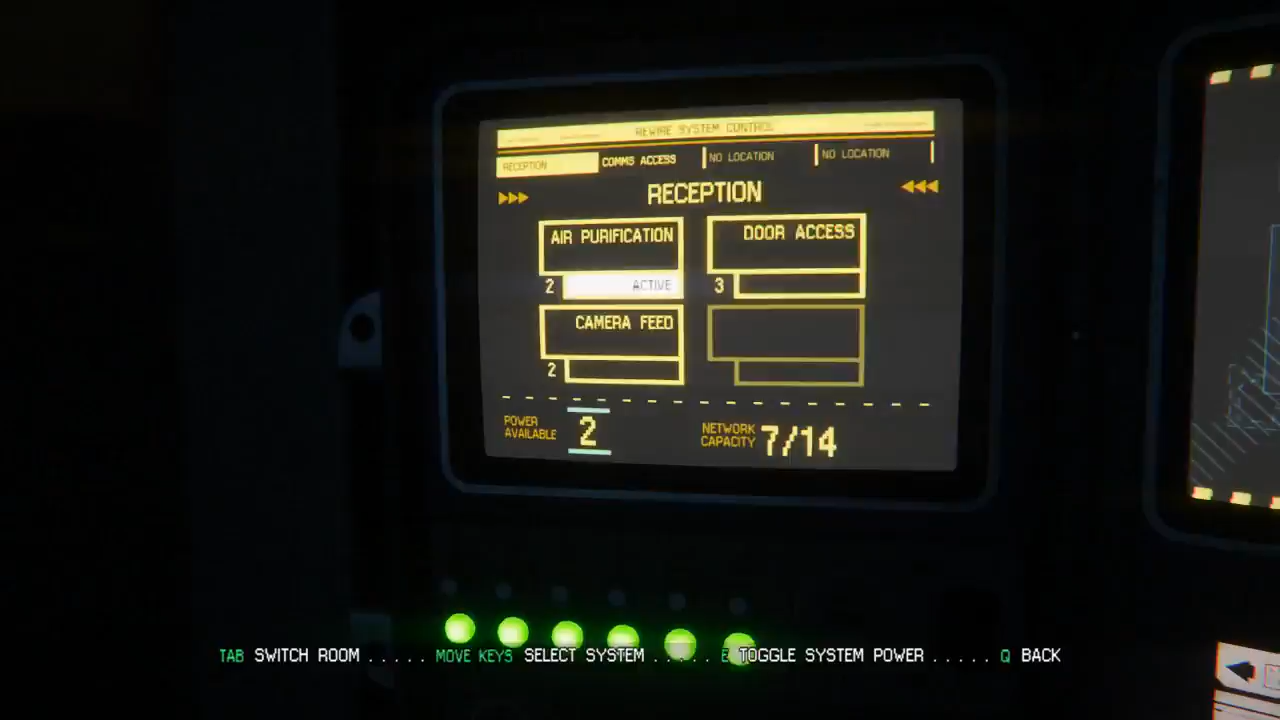 REWIRE SYSTEM CONTROL
RECEPTION COMMS ACCESS NO LOCATION NO LOCATION
RECEPTION
AIR PURIFICATION DOOR ACCESS
2 ACTIVE 3
CAMERA FEED
2
POWER AVAILABLE 2 NETWORK CAPACITY 7/14
TAB SWITCH ROOM ..... MOVE KEYS SELECT SYSTEM ..... E TOGGLE SYSTEM POWER ..... Q BACK